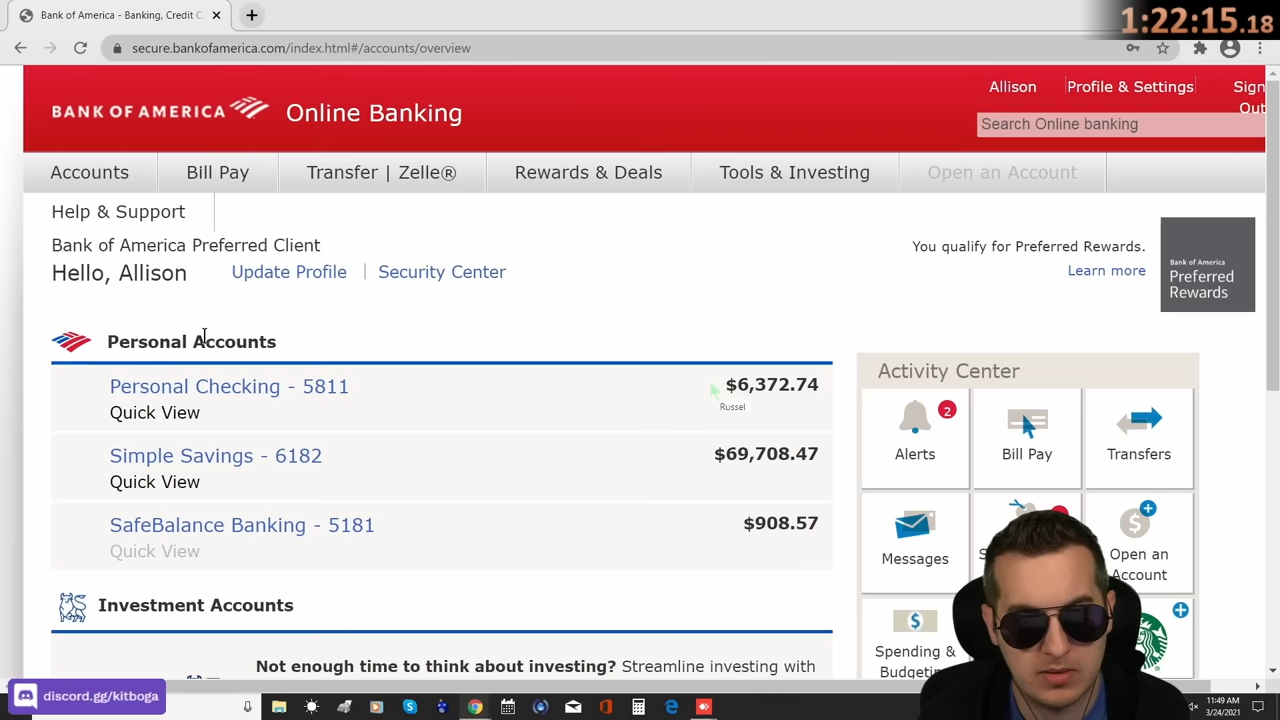 Bank of America - Banking, Credit C
1:22:15.18
secure.bankofamerica.com/index.html#/accounts/overview
Allison Profile & Settings Sign Out
BANK OF AMERICA Online Banking
Search Online banking
Accounts Bill Pay Transfer | Zelle® Rewards & Deals Tools & Investing Open an Account
Help & Support
Bank of America Preferred Client
You qualify for Preferred Rewards.
Hello, Allison Update Profile Security Center
Learn more
Bank of America
Preferred
Rewards
Personal Accounts
Personal Checking - 5811 $6,372.74
Quick View
Russel
Simple Savings - 6182 $69,708.47
Quick View
SafeBalance Banking - 5181 $908.57
Quick View
Investment Accounts
Not enough time to think about investing? Streamline investing with
Activity Center
2
Alerts Bill Pay Transfers
Messages
Open an
Account
Spending &
discord.gg/kitboga
11:49 AM
3/24/2021